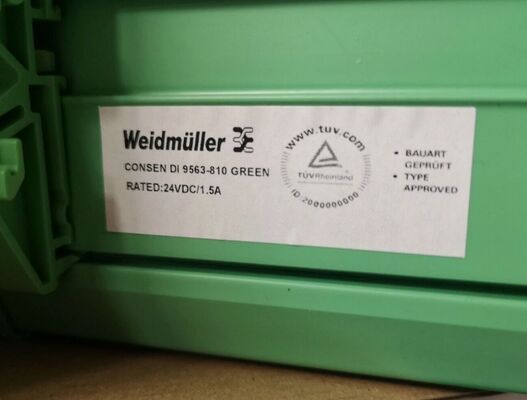 Weidmüller
CONSEN DI 9563-810 GREEN
RATED:24VDC/1.5A
www.tuv.com
TÜVRheinland
ID 2000000000
• BAUART
GEPRÜFT
• TYPE
APPROVED